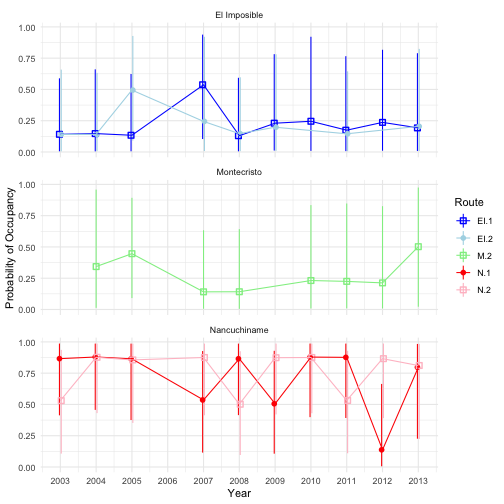 El Imposible
1.00
0.75
0.50
0.25
0.00
Montecristo
1.00
0.75
0.50
0.25
0.00
Nancuchiname
1.00
0.75
0.50
0.25
0.00
2003 2004 2005 2006 2007 2008 2009 2010 2011 2012 2013
Year
Probability of Occupancy
Route
EI.1
EI.2
M.2
N.1
N.2